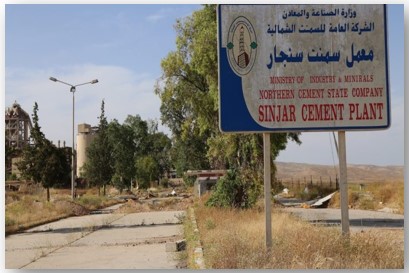 وزارة الصناعة والمعادن
الشركة العامة للسمنت الشمالية
معمل سمنت سنجار
MINISTRY OF INDUSTRY & MINERALS
NORTHERN CEMENT STATE COMPANY
SINJAR CEMENT PLANT